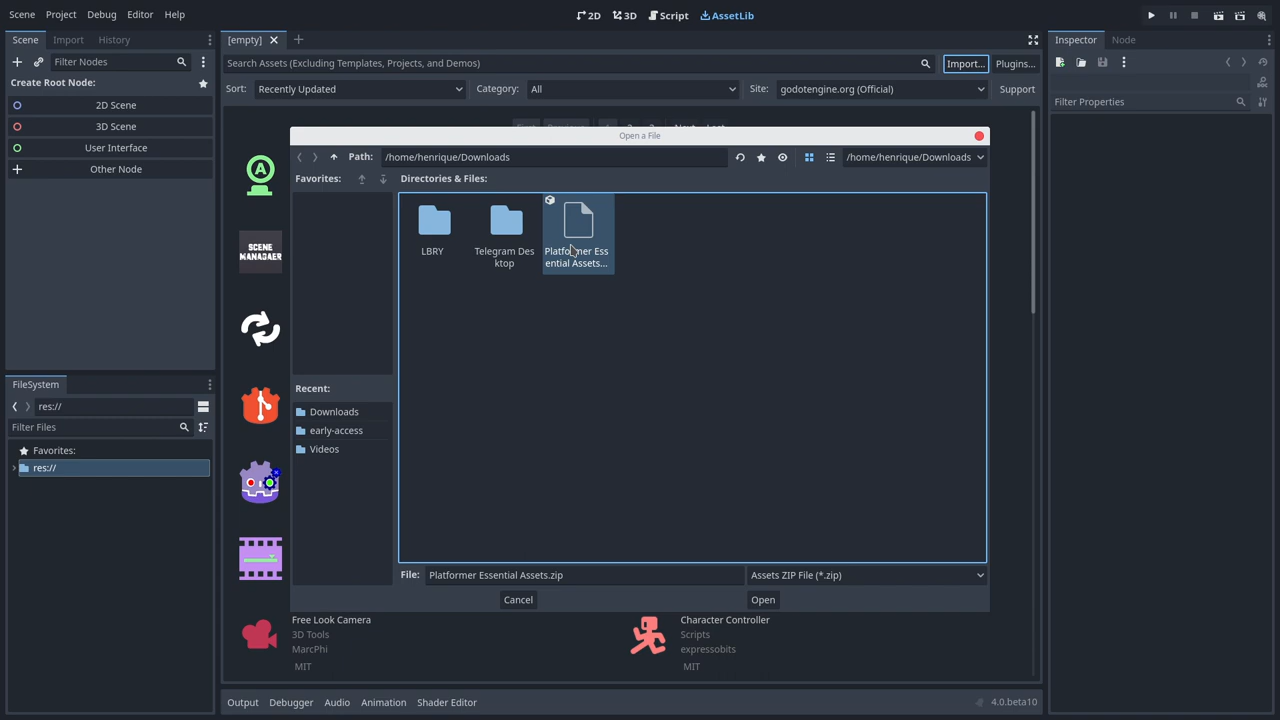 Scene Project Debug Editor Help
2D 3D Script AssetLib
Scene Import History
Filter Nodes
Create Root Node:
2D Scene
3D Scene
User Interface
Other Node
FileSystem
res://
Filter Files
Favorites:
res://
[empty]
Search Assets (Excluding Templates, Projects, and Demos)
Import... Plugins...
Sort: Recently Updated Category: All Site: godotengine.org (Official) Support
Open a File
Path: /home/henrique/Downloads /home/henrique/Downloads
Favorites: Directories & Files:
LBRY
Telegram Des
ktop
Platformer Ess
ential Assets...
Recent:
Downloads
early-access
Videos
File: Platformer Essential Assets.zip Assets ZIP File (*.zip)
Cancel Open
SCENE
MANADAER
Free Look Camera
3D Tools
MarcPhi
MIT
Character Controller
Scripts
expressobits
MIT
Output Debugger Audio Animation Shader Editor 4.0.beta10
Inspector Node
Filter Properties